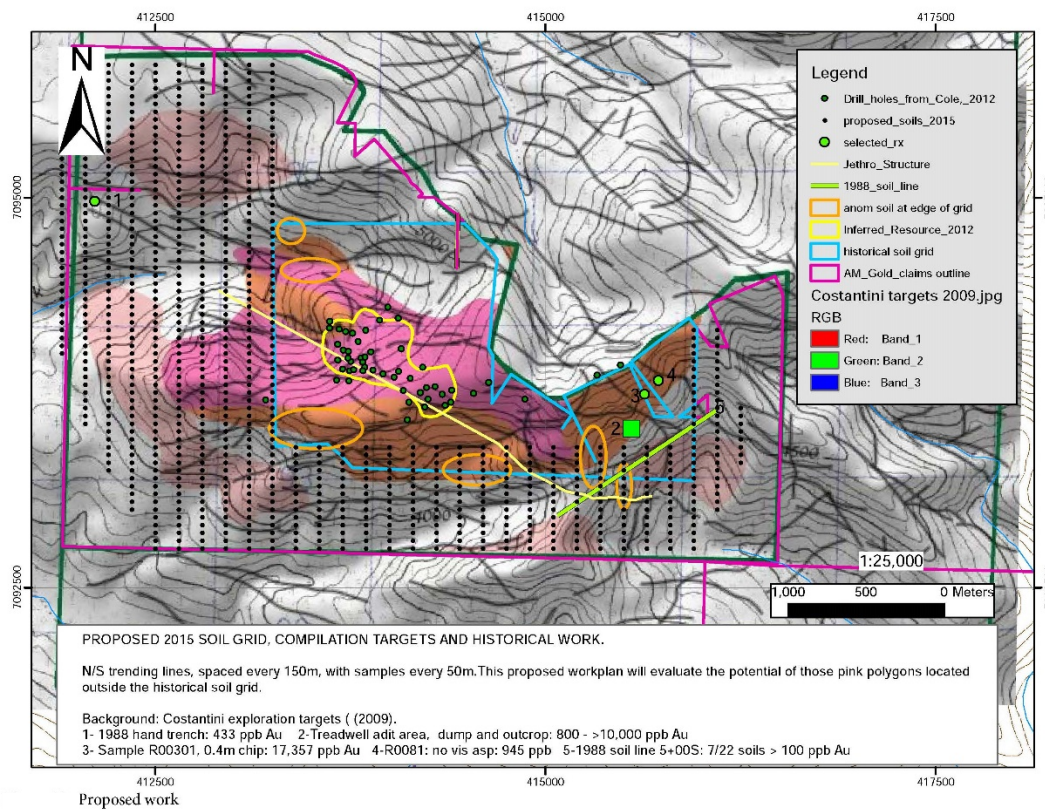 412500
415000
417500
N
7095000
7092500
Legend
Drill_holes_from_Cole,_2012
proposed_soils_2015
selected_rx
Jethro_Structure
1988_soil_line
anom soil at edge of grid
Inferred_Resource_2012
historical soil grid
AM_Gold_claims outline
Costantini targets 2009.jpg
RGB
Red: Band_1
Green: Band_2
Blue: Band_3
1
5000
4
3
2
5
4000
1:25,000
1,000 500 0 Meters
PROPOSED 2015 SOIL GRID, COMPILATION TARGETS AND HISTORICAL WORK.
N/S trending lines, spaced every 150m, with samples every 50m.This proposed workplan will evaluate the potential of those pink polygons located
outside the historical soil grid.
Background: Costantini exploration targets ( (2009).
1- 1988 hand trench: 433 ppb Au 2-Treadwell adit area, dump and outcrop: 800 - >10,000 ppb Au
3- Sample R00301, 0.4m chip: 17,357 ppb Au 4-R0081: no vis asp: 945 ppb 5-1988 soil line 5+00S: 7/22 soils > 100 ppb Au
412500
415000
417500
Proposed work